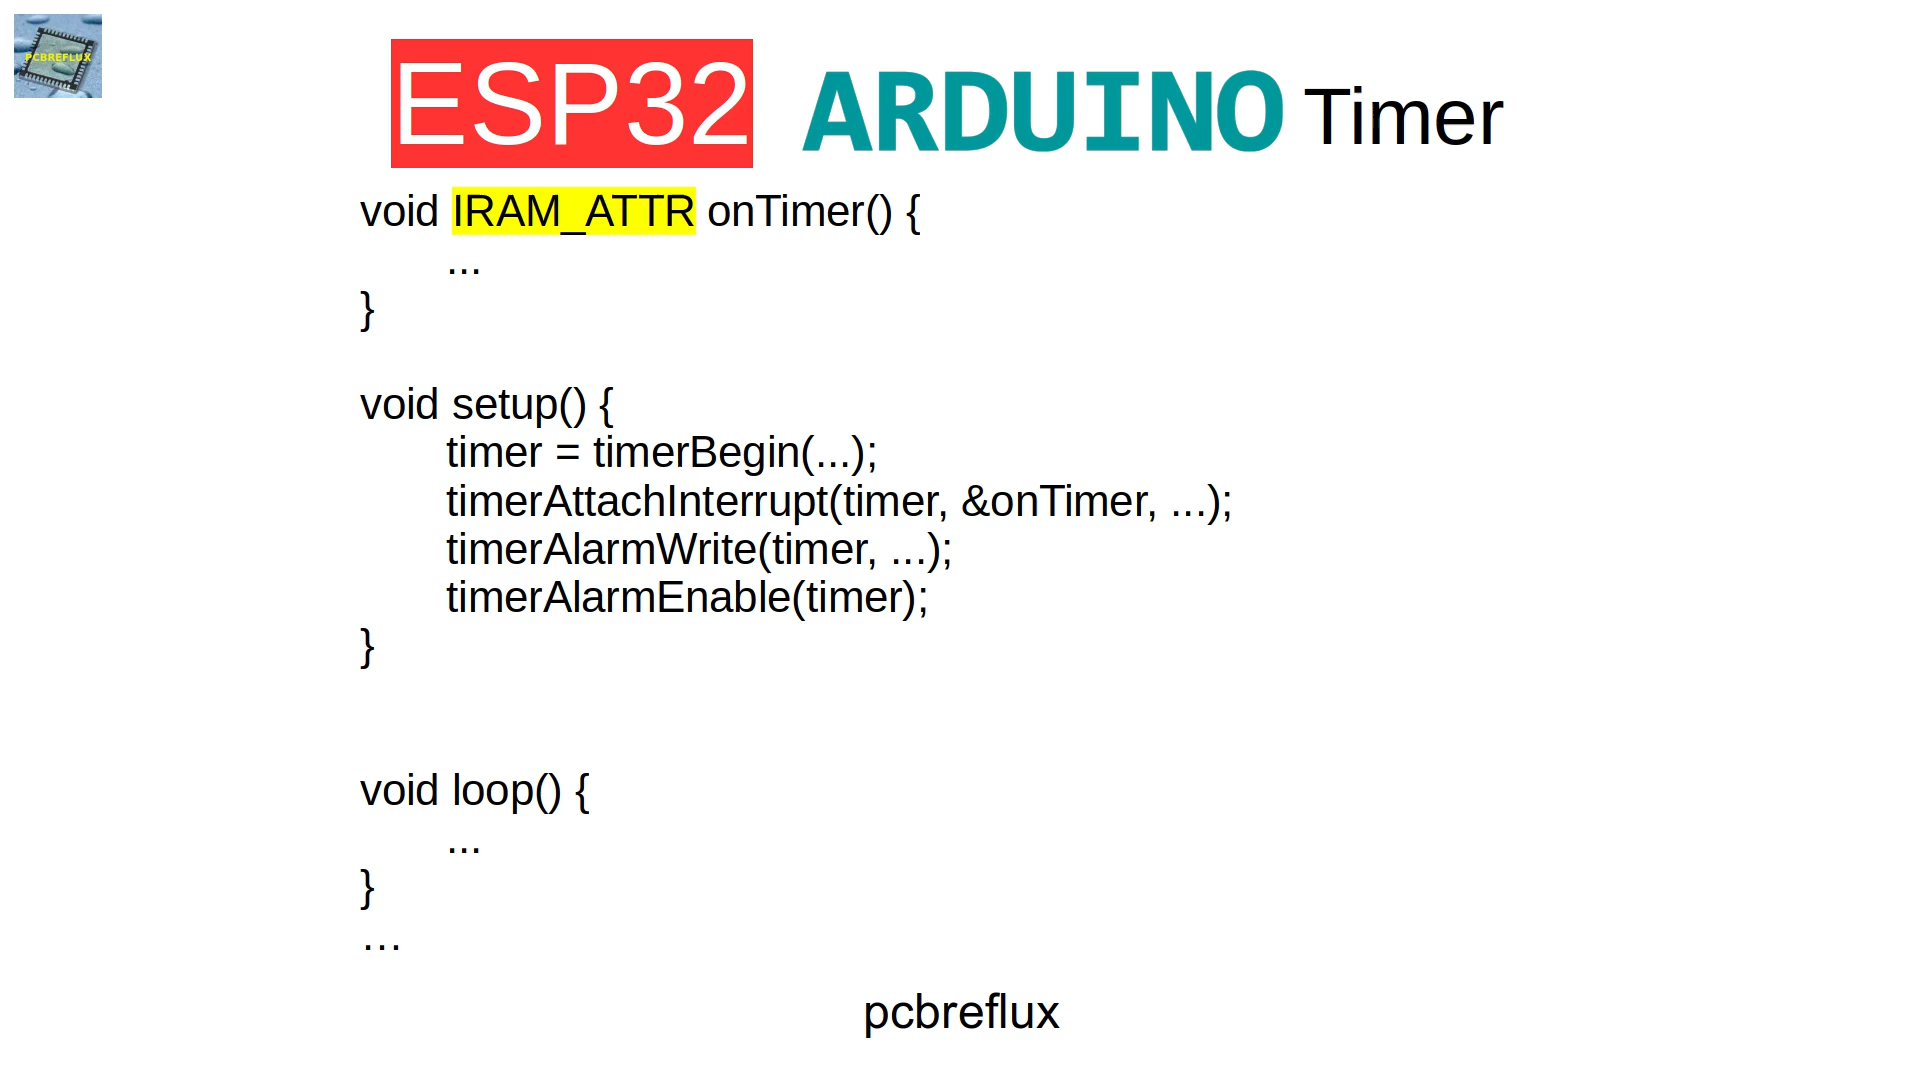 PCBREFLUX
ESP32 ARDUINO Timer
void IRAM_ATTR onTimer() {
...
}
void setup() {
timer = timerBegin(...);
timerAttachInterrupt(timer, &onTimer, ...);
timerAlarmWrite(timer, ...);
timerAlarmEnable(timer);
}
void loop() {
...
}
...
pcbreflux